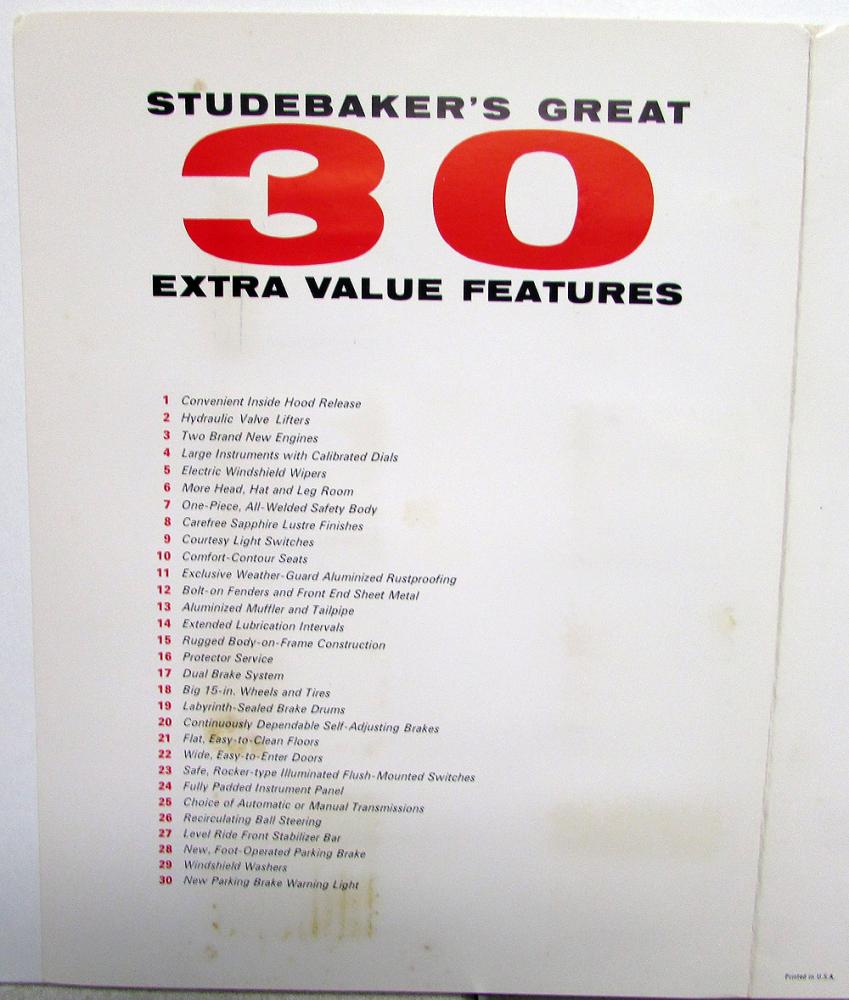 STUDEBAKER'S GREAT
30
EXTRA VALUE FEATURES
1 Convenient Inside Hood Release
2 Hydraulic Valve Lifters
3 Two Brand New Engines
4 Large Instruments with Calibrated Dials
5 Electric Windshield Wipers
6 More Head, Hat and Leg Room
7 One-Piece, All-Welded Safety Body
8 Carefree Sapphire Lustre Finishes
9 Courtesy Light Switches
10 Comfort-Contour Seats
11 Exclusive Weather-Guard Aluminized Rustproofing
12 Bolt-on Fenders and Front End Sheet Metal
13 Aluminized Muffler and Tailpipe
14 Extended Lubrication Intervals
15 Rugged Body-on-Frame Construction
16 Protector Service
17 Dual Brake System
18 Big 15-in. Wheels and Tires
19 Labyrinth-Sealed Brake Drums
20 Continuously Dependable Self-Adjusting Brakes
21 Flat, Easy-to-Clean Floors
22 Wide, Easy-to-Enter Doors
23 Safe, Rocker-type Illuminated Flush-Mounted Switches
24 Fully Padded Instrument Panel
25 Choice of Automatic or Manual Transmissions
26 Recirculating Ball Steering
27 Level Ride Front Stabilizer Bar
28 New, Foot-Operated Parking Brake
29 Windshield Washers
30 New Parking Brake Warning Light
Printed in U.S.A.